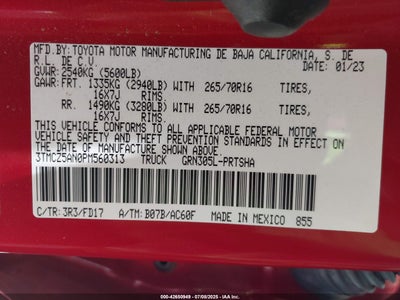 MFD.BY:TOYOTA MOTOR MANUFACTURING DE BAJA CALIFORNIA, S. DE
R.L. DE C.V. DATE: 01/23
GVWR: 2540KG (5600LB)
GAWR: FRT. 1335KG (2940LB) WITH 265/70R16 TIRES,
16X7J RIMS,
RR. 1490KG (3280LB) WITH 265/70R16 TIRES,
16X7J RIMS,
THIS VEHICLE CONFORMS TO ALL APPLICABLE FEDERAL MOTOR
VEHICLE SAFETY AND THEFT PREVENTION STANDARDS IN EFFECT ON
THE DATE OF MANUFACTURE SHOWN ABOVE.
3TMCZ5AN0PM560313 TRUCK GRN305L-PRTSHA
C/TR: 3R3/FD17 A/TM: B07B/AC60F MADE IN MEXICO 855
000-42650949 - 07/09/2025 - WWW.IAAI.COM